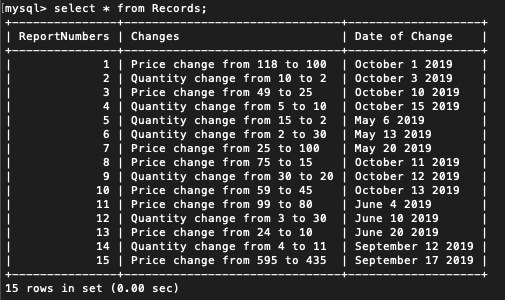 mysql> select * from Records;
+---------------+------------------------------+-------------------+
| ReportNumbers | Changes                      | Date of Change    |
+---------------+------------------------------+-------------------+
|             1 | Price change from 118 to 100 | October 1 2019    |
|             2 | Quantity change from 10 to 2 | October 3 2019    |
|             3 | Price change from 49 to 25   | October 10 2019   |
|             4 | Quantity change from 5 to 10 | October 15 2019   |
|             5 | Quantity change from 15 to 2 | May 6 2019        |
|             6 | Quantity change from 2 to 30 | May 13 2019       |
|             7 | Price change from 25 to 100  | May 20 2019       |
|             8 | Price change from 75 to 15   | October 11 2019   |
|             9 | Quantity change from 30 to 20 | October 12 2019   |
|            10 | Price change from 59 to 45   | October 13 2019   |
|            11 | Price change from 99 to 80   | June 4 2019       |
|            12 | Quantity change from 3 to 30 | June 10 2019      |
|            13 | Price change from 24 to 10   | June 20 2019      |
|            14 | Quantity change from 4 to 11 | September 12 2019 |
|            15 | Price change from 595 to 435 | September 17 2019 |
+---------------+------------------------------+-------------------+
15 rows in set (0.00 sec)